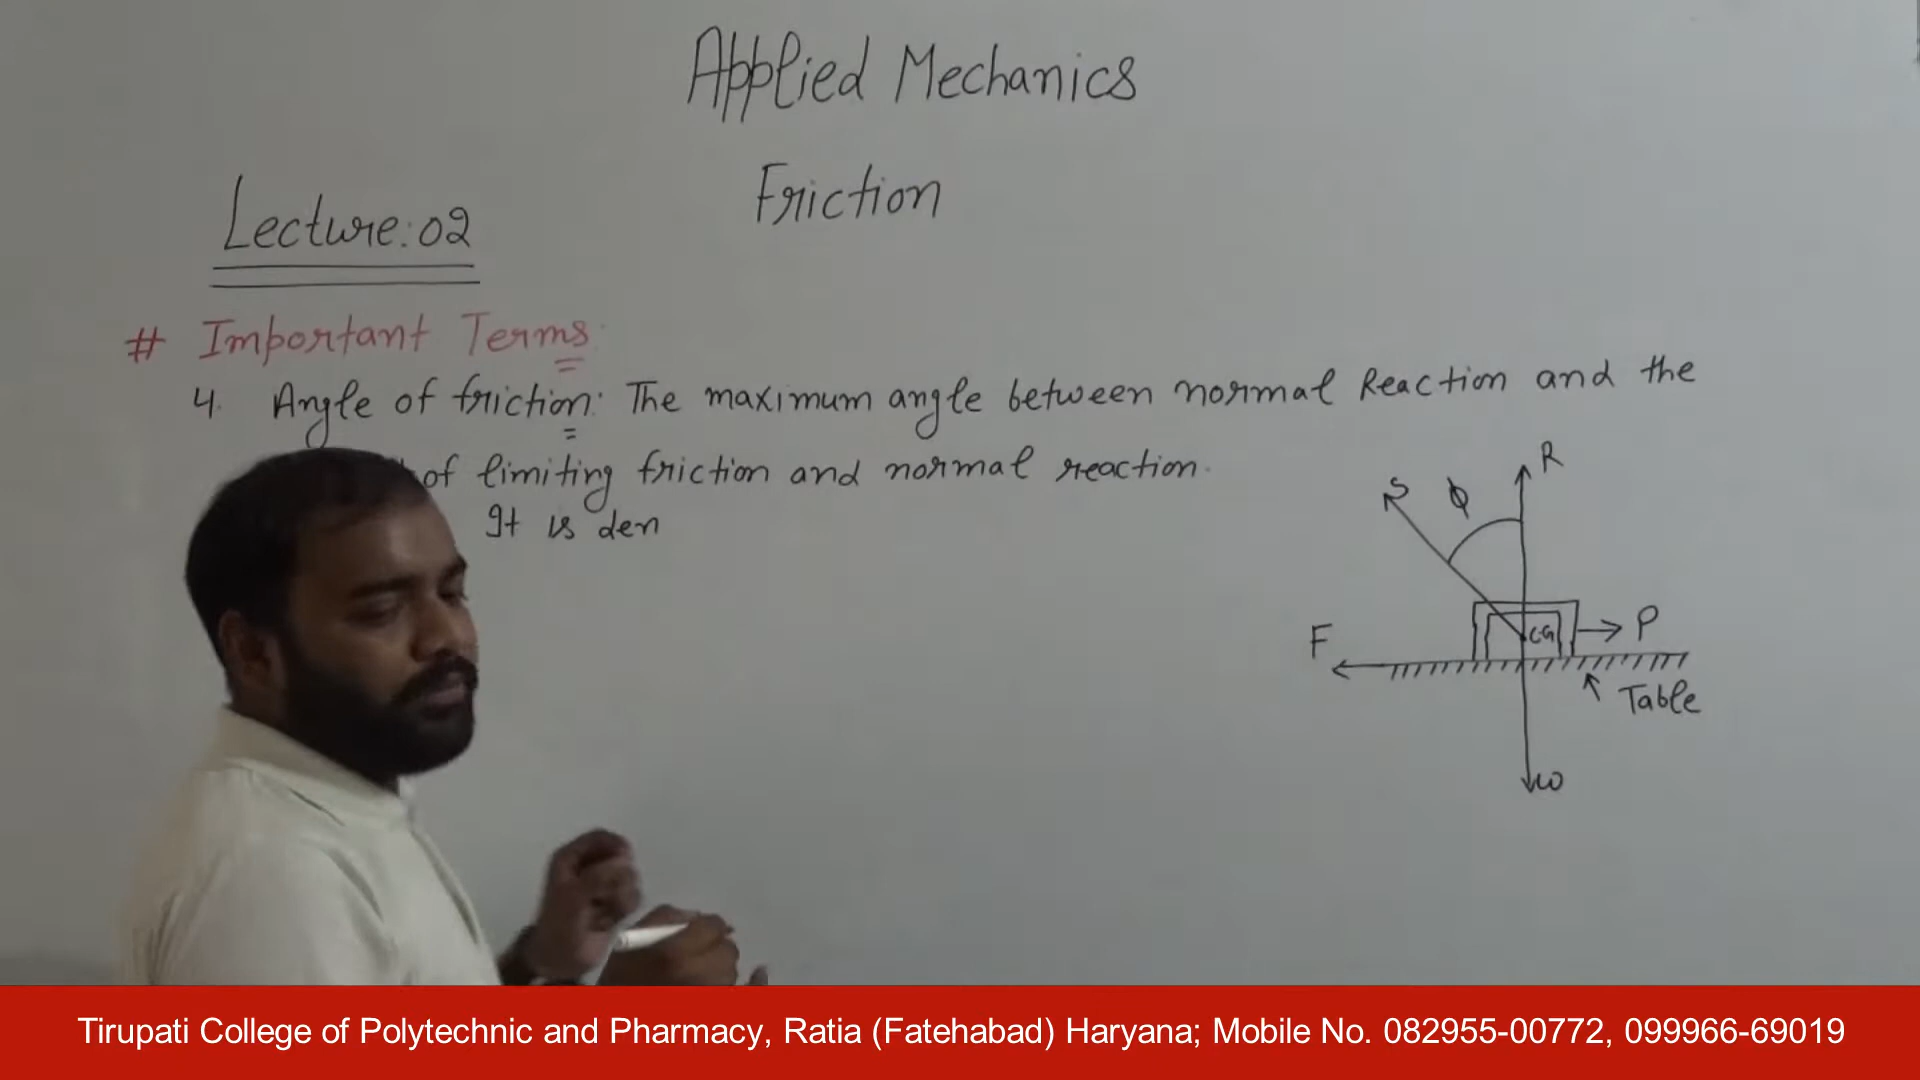 Applied Mechanics
Friction
Lecture:02
# Important Terms
4. Angle of friction: The maximum angle between normal Reaction and the
of limiting friction and normal reaction.
It is den
R
S
φ
F
C.G
P
Table
W
Tirupati College of Polytechnic and Pharmacy, Ratia (Fatehabad) Haryana; Mobile No. 082955-00772, 099966-69019